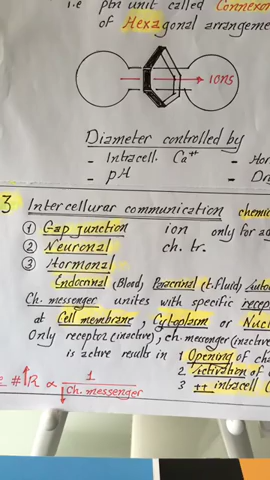 i.e ptn unit called Connexon
of Hexagonal arrangeme
IONS
Diameter controlled by
- Intracell. Ca++ - Hor
- pH - Dr
3 Intercellular communication chemic
① Gap junction ion only for ad
② Neuronal ch. tr.
③ Hormonal
Endocrinal (Blood) Paracrinal (t.fluid) Auto
Ch. messenger unites with specific recep
at Cell membrane, Cytoplasm or Nucl
Only receptor (inactive), ch. messenger (inactive
is active results in 1 Opening of cha
2 Activation of
# ↑R ∝ 1 / ↓ Ch. messenger
3 ++ intracell